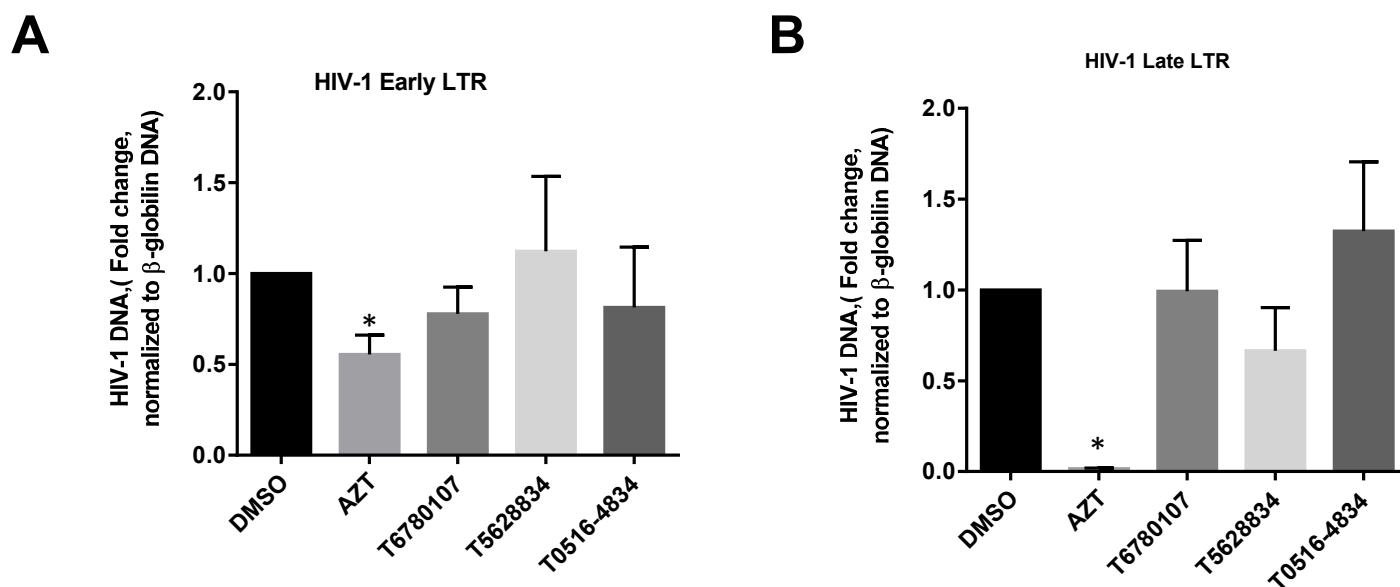 A
HIV-1 Early LTR
HIV-1 DNA,( Fold change,
normalized to β-globilin DNA)
2.0
1.5
1.0
0.5
0.0
*
DMSO
AZT
T6780107
T5628834
T0516-4834
B
HIV-1 Late LTR
HIV-1 DNA,( Fold change,
normalized to β-globilin DNA)
2.0
1.5
1.0
0.5
0.0
*
DMSO
AZT
T6780107
T5628834
T0516-4834